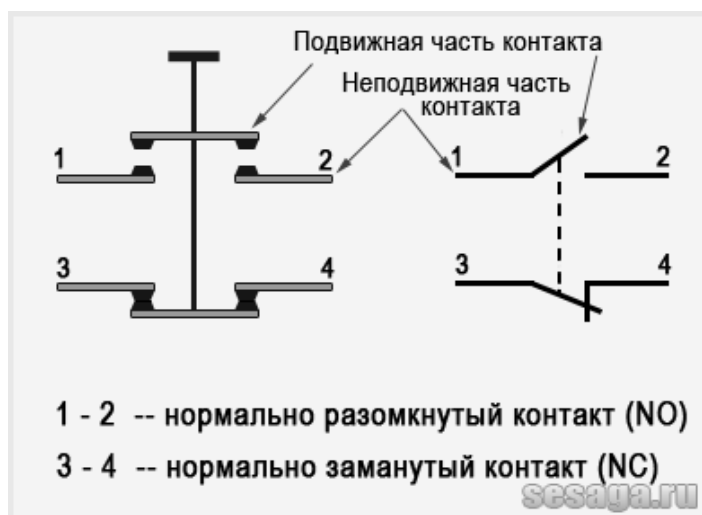 Подвижная часть контакта
Неподвижная часть
контакта
1 2 1 2
3 4 3 4
1 - 2 -- нормально разомкнутый контакт (NO)
3 - 4 -- нормально заманутый контакт (NC)
sesaga.ru